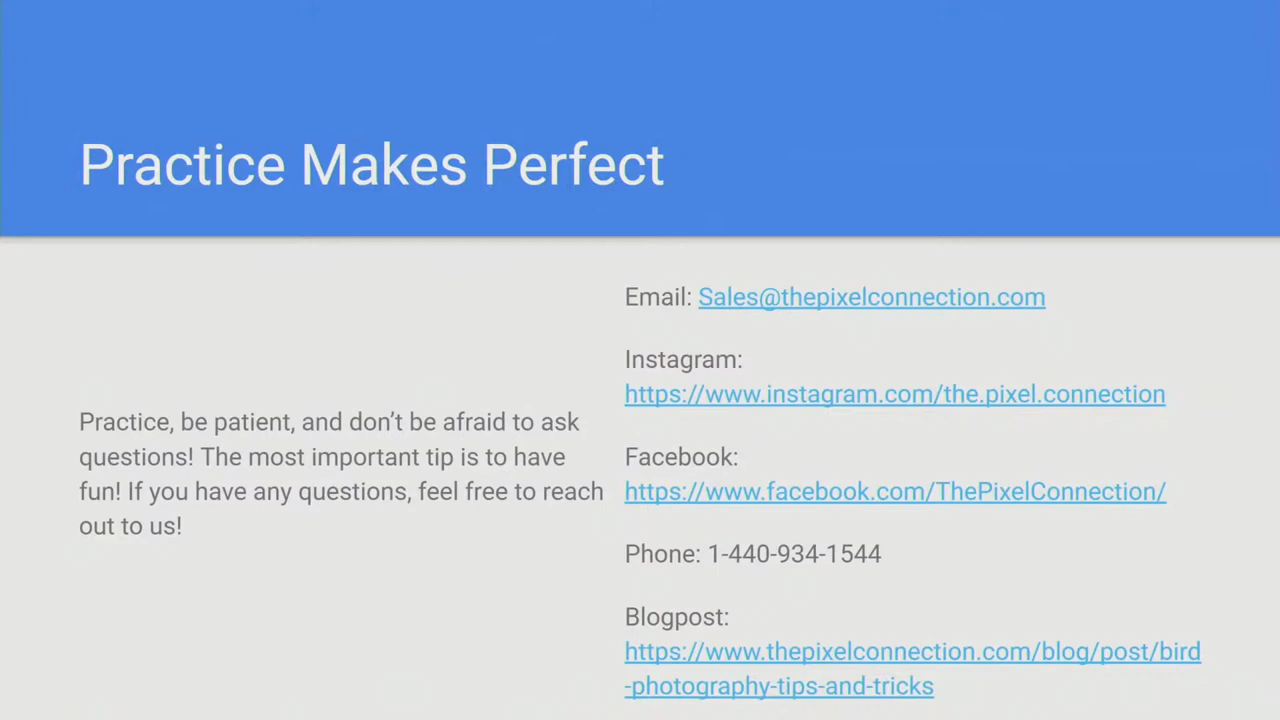 Practice Makes Perfect
Practice, be patient, and don’t be afraid to ask
questions! The most important tip is to have
fun! If you have any questions, feel free to reach
out to us!
Email: Sales@thepixelconnection.com
Instagram:
https://www.instagram.com/the.pixel.connection
Facebook:
https://www.facebook.com/ThePixelConnection/
Phone: 1-440-934-1544
Blogpost:
https://www.thepixelconnection.com/blog/post/bird
-photography-tips-and-tricks